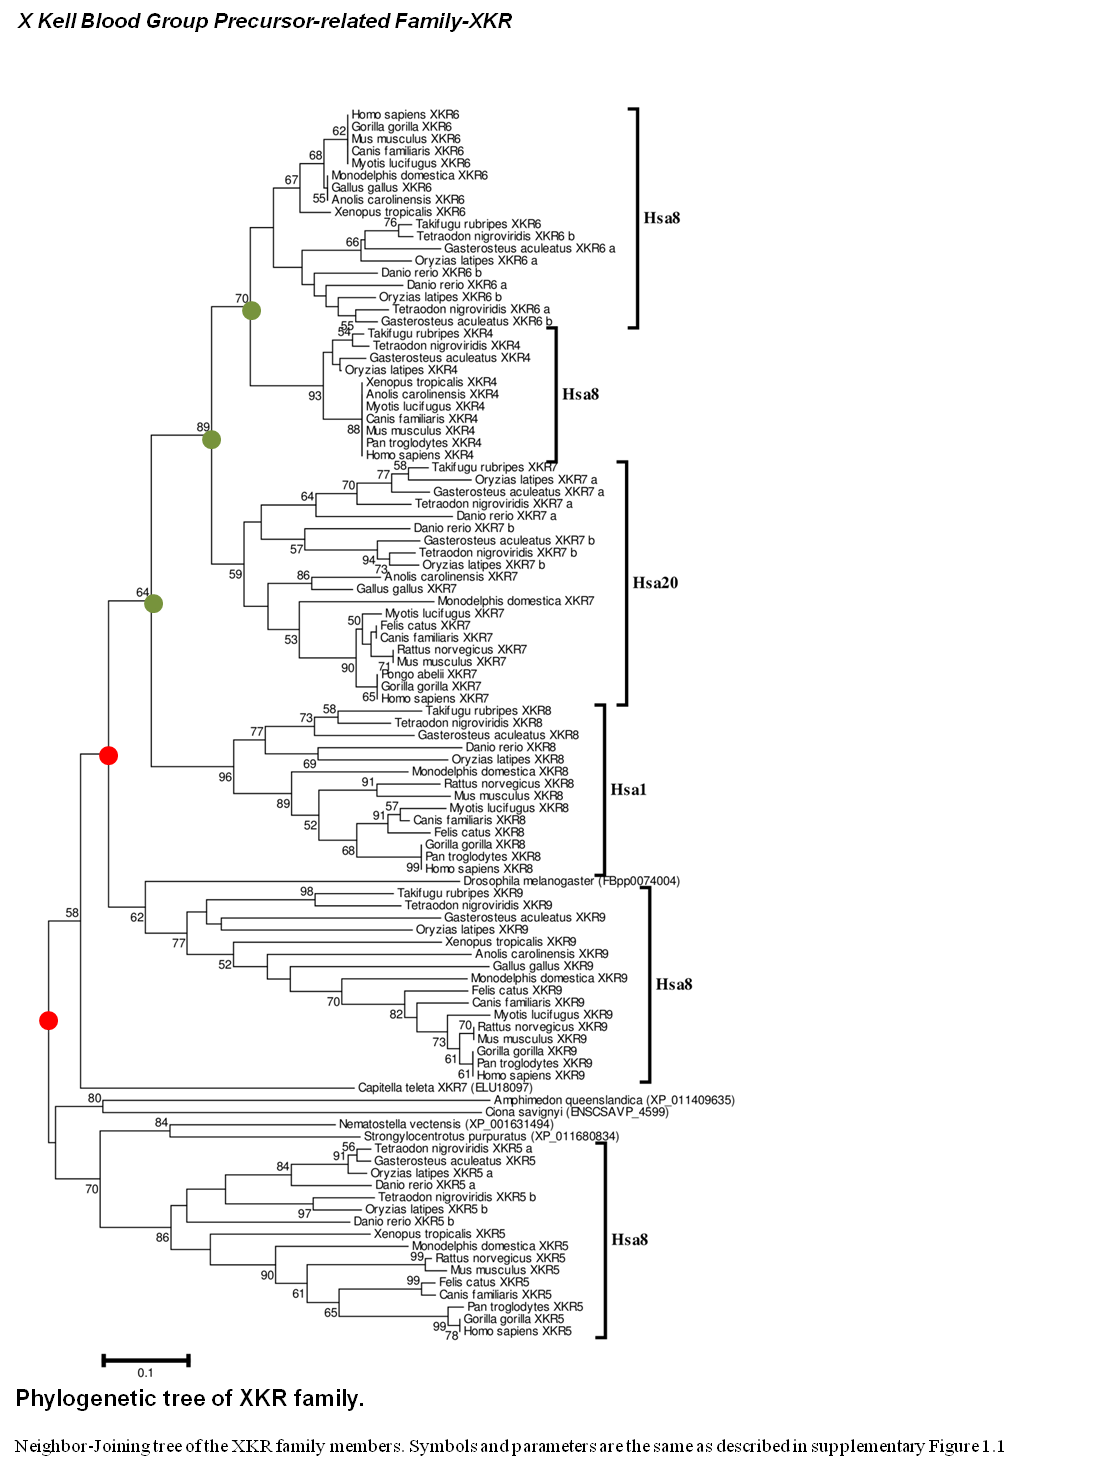 X Kell Blood Group Precursor-related Family-XKR
Homo sapiens XKR6
Gorilla gorilla XKR6
62
Mus musculus XKR6
Canis familiaris XKR6
68
Myotis lucifugus XKR6
Monodelphis domestica XKR6
67
Gallus gallus XKR6
55
Anolis carolinensis XKR6
Xenopus tropicalis XKR6
Hsa8
76
Takifugu rubripes XKR6
Tetraodon nigroviridis XKR6 b
66
Gasterosteus aculeatus XKR6 a
Oryzias latipes XKR6 a
Danio rerio XKR6 b
Danio rerio XKR6 a
70
Oryzias latipes XKR6 b
Tetraodon nigroviridis XKR6 a
55
Gasterosteus aculeatus XKR6 b
54
Takifugu rubripes XKR4
Tetraodon nigroviridis XKR4
Gasterosteus aculeatus XKR4
Oryzias latipes XKR4
Xenopus tropicalis XKR4
93
Anolis carolinensis XKR4
Hsa8
Myotis lucifugus XKR4
Canis familiaris XKR4
89
88
Mus musculus XKR4
Pan troglodytes XKR4
Homo sapiens XKR4
58
Takifugu rubripes XKR7
77
Oryzias latipes XKR7 a
70
Gasterosteus aculeatus XKR7 a
64
Tetraodon nigroviridis XKR7 a
Danio rerio XKR7 a
Danio rerio XKR7 b
57
Gasterosteus aculeatus XKR7 b
94
Tetraodon nigroviridis XKR7 b
73
Oryzias latipes XKR7 b
59
86
Anolis carolinensis XKR7
Hsa20
Gallus gallus XKR7
64
Monodelphis domestica XKR7
Myotis lucifugus XKR7
50
Felis catus XKR7
53
Canis familiaris XKR7
Rattus norvegicus XKR7
90
71
Mus musculus XKR7
Pongo abelii XKR7
Gorilla gorilla XKR7
65
Homo sapiens XKR7
58
Takifugu rubripes XKR8
73
Tetraodon nigroviridis XKR8
77
Gasterosteus aculeatus XKR8
Danio rerio XKR8
69
Oryzias latipes XKR8
96
Monodelphis domestica XKR8
91
Rattus norvegicus XKR8
Hsa1
89
Mus musculus XKR8
57
Myotis lucifugus XKR8
91
52
Canis familiaris XKR8
Felis catus XKR8
68
Gorilla gorilla XKR8
Pan troglodytes XKR8
99
Homo sapiens XKR8
Drosophila melanogaster (FBpp0074004)
98
Takifugu rubripes XKR9
58
62
Tetraodon nigroviridis XKR9
Gasterosteus aculeatus XKR9
Oryzias latipes XKR9
77
Xenopus tropicalis XKR9
52
Anolis carolinensis XKR9
Gallus gallus XKR9
Monodelphis domestica XKR9
Hsa8
70
Felis catus XKR9
82
Canis familiaris XKR9
Myotis lucifugus XKR9
70
Rattus norvegicus XKR9
73
Mus musculus XKR9
61
Gorilla gorilla XKR9
Pan troglodytes XKR9
61
Homo sapiens XKR9
Capitella teleta XKR7 (ELU18097)
80
Amphimedon queenslandica (XP_011409635)
Ciona savignyi (ENSCSAVP_4599)
84
Nematostella vectensis (XP_001631494)
Strongylocentrotus purpuratus (XP_011680834)
56
Tetraodon nigroviridis XKR5 a
91
Gasterosteus aculeatus XKR5
84
Oryzias latipes XKR5 a
70
Danio rerio XKR5 a
Tetraodon nigroviridis XKR5 b
97
Oryzias latipes XKR5 b
Danio rerio XKR5 b
86
Xenopus tropicalis XKR5
Hsa8
Monodelphis domestica XKR5
99
Rattus norvegicus XKR5
90
Mus musculus XKR5
99
Felis catus XKR5
61
Canis familiaris XKR5
65
Pan troglodytes XKR5
99
Gorilla gorilla XKR5
78
Homo sapiens XKR5
0.1
Phylogenetic tree of XKR family.
Neighbor-Joining tree of the XKR family members. Symbols and parameters are the same as described in supplementary Figure 1.1